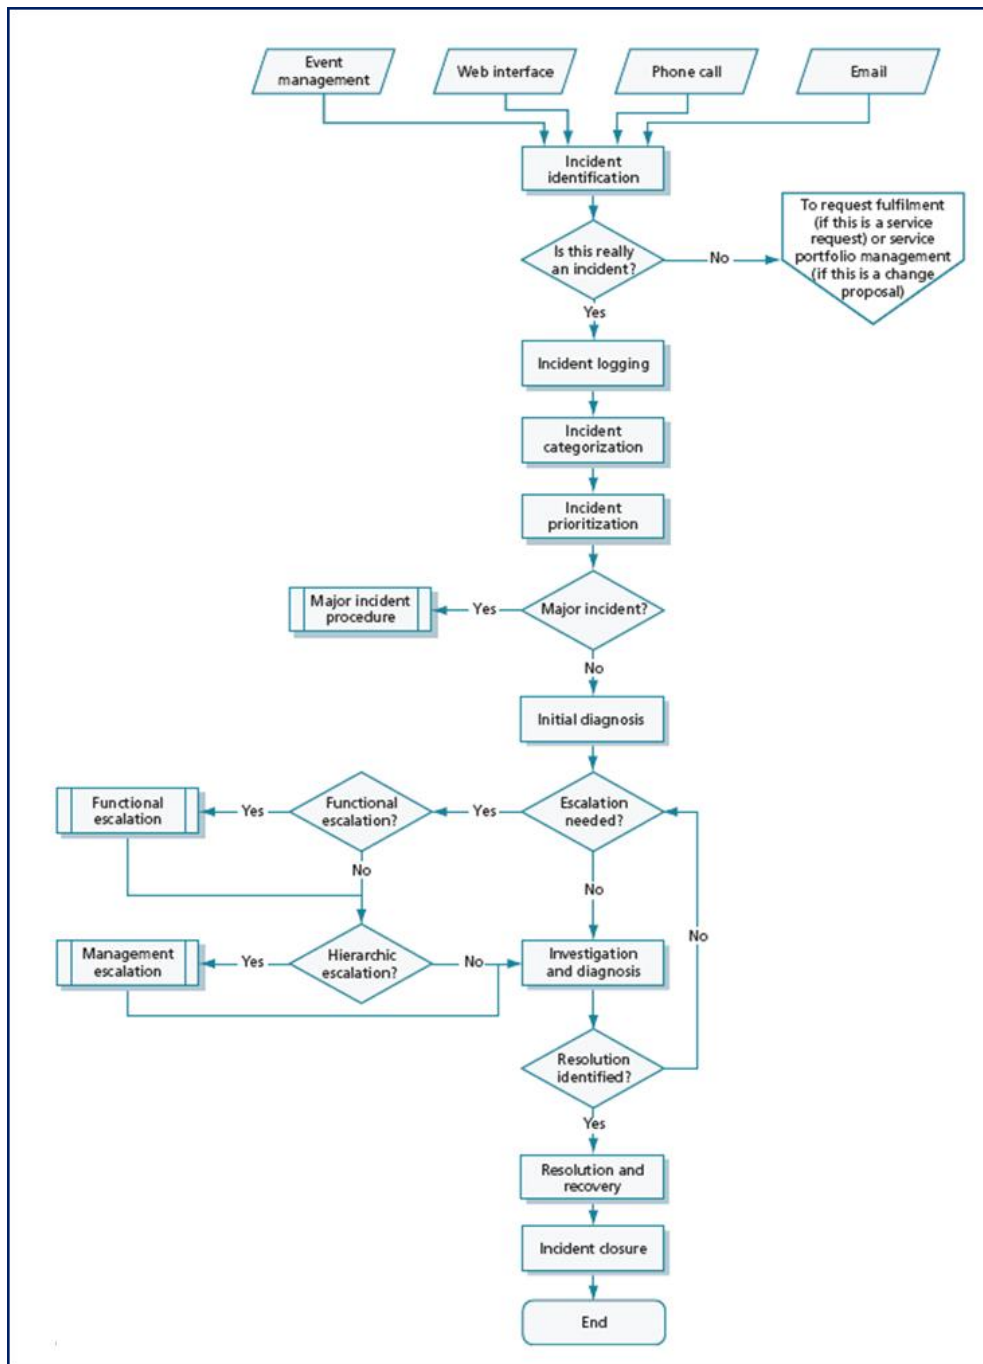 Event
management
Web interface
Phone call
Email
Incident
identification
To request fulfilment
(if this is a service
request) or service
portfolio management
(if this is a change
proposal)
Is this really
an incident?
No
Yes
Incident logging
Incident
categorization
Incident
prioritization
Major incident
procedure
Yes
Major incident?
No
Initial diagnosis
Functional
escalation
Yes
Functional
escalation?
Yes
Escalation
needed?
No
No
No
Management
escalation
Yes
Hierarchic
escalation?
No
Investigation
and diagnosis
Resolution
identified?
Yes
Resolution and
recovery
Incident closure
End